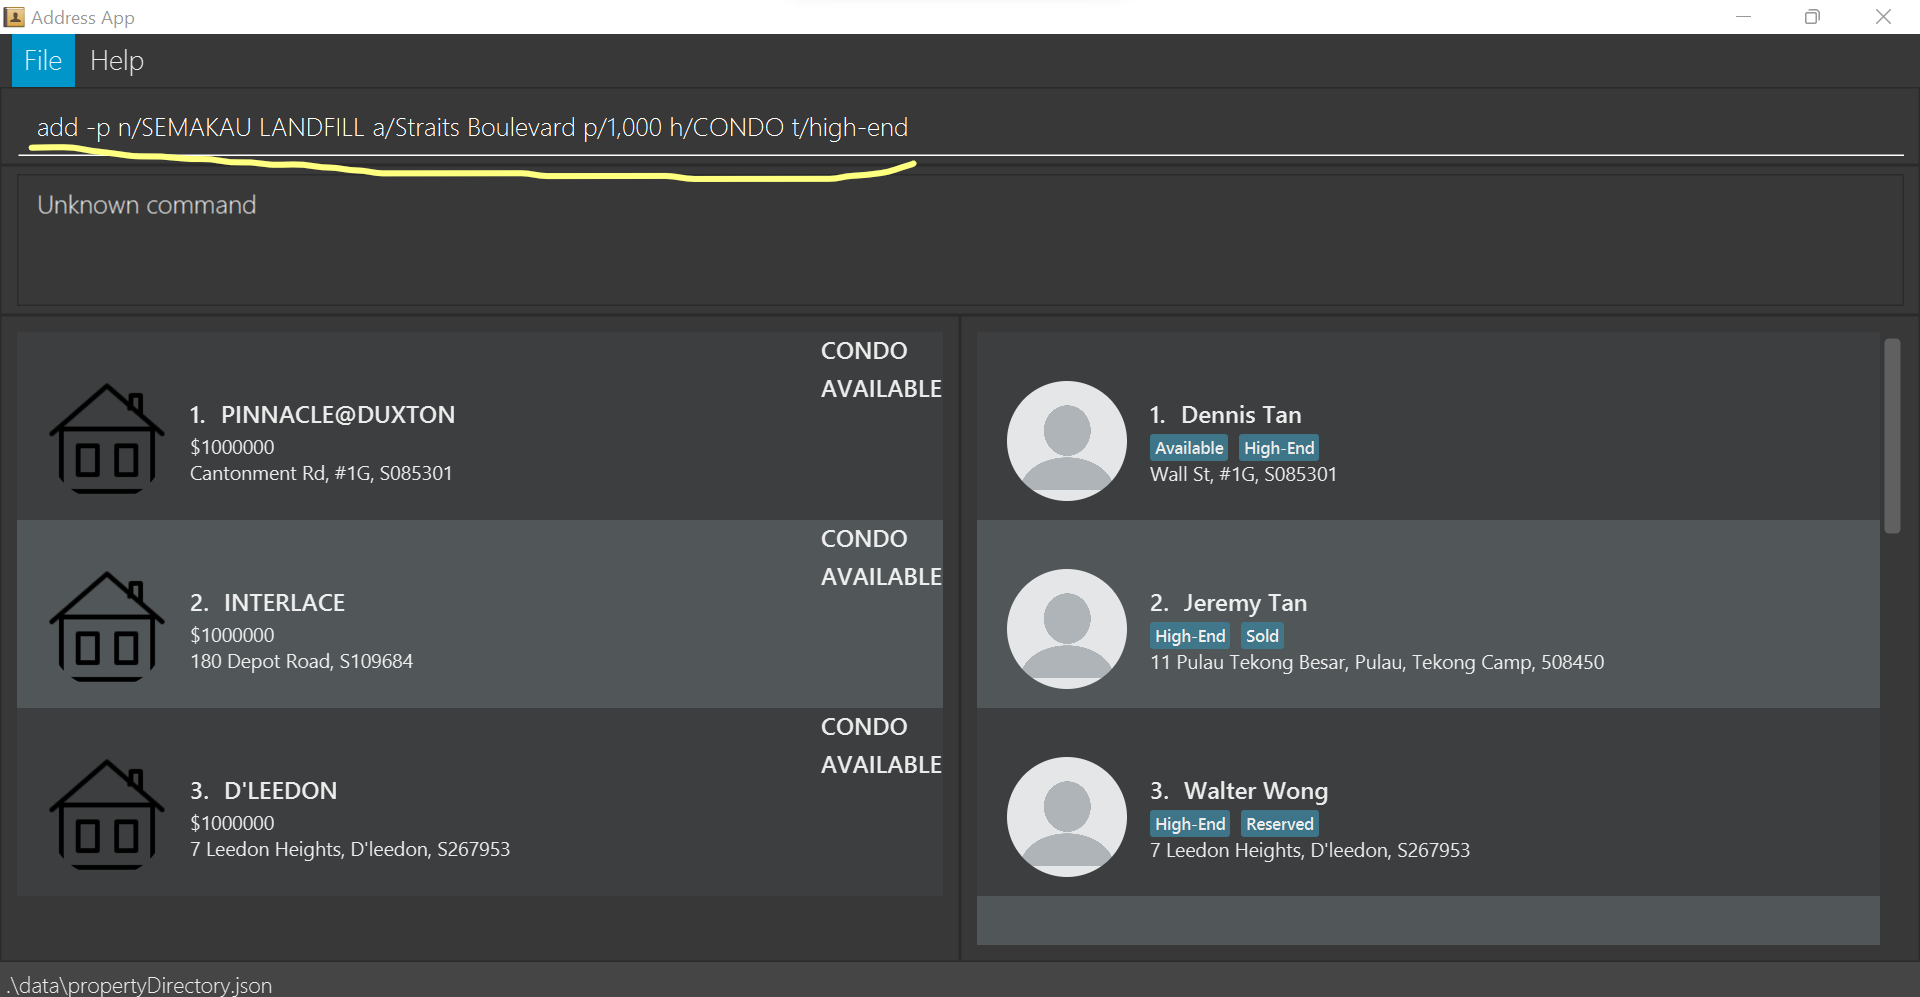 Address App
File Help
add -p n/SEMAKAU LANDFILL a/Straits Boulevard p/1,000 h/CONDO t/high-end
Unknown command
CONDO
AVAILABLE
1. PINNACLE@DUXTON
$1000000
Cantonment Rd, #1G, S085301
CONDO
AVAILABLE
2. INTERLACE
$1000000
180 Depot Road, S109684
CONDO
AVAILABLE
3. D'LEEDON
$1000000
7 Leedon Heights, D'leedon, S267953
1. Dennis Tan
Available High-End
Wall St, #1G, S085301
2. Jeremy Tan
High-End Sold
11 Pulau Tekong Besar, Pulau, Tekong Camp, 508450
3. Walter Wong
High-End Reserved
7 Leedon Heights, D'leedon, S267953
.\data\propertyDirectory.json